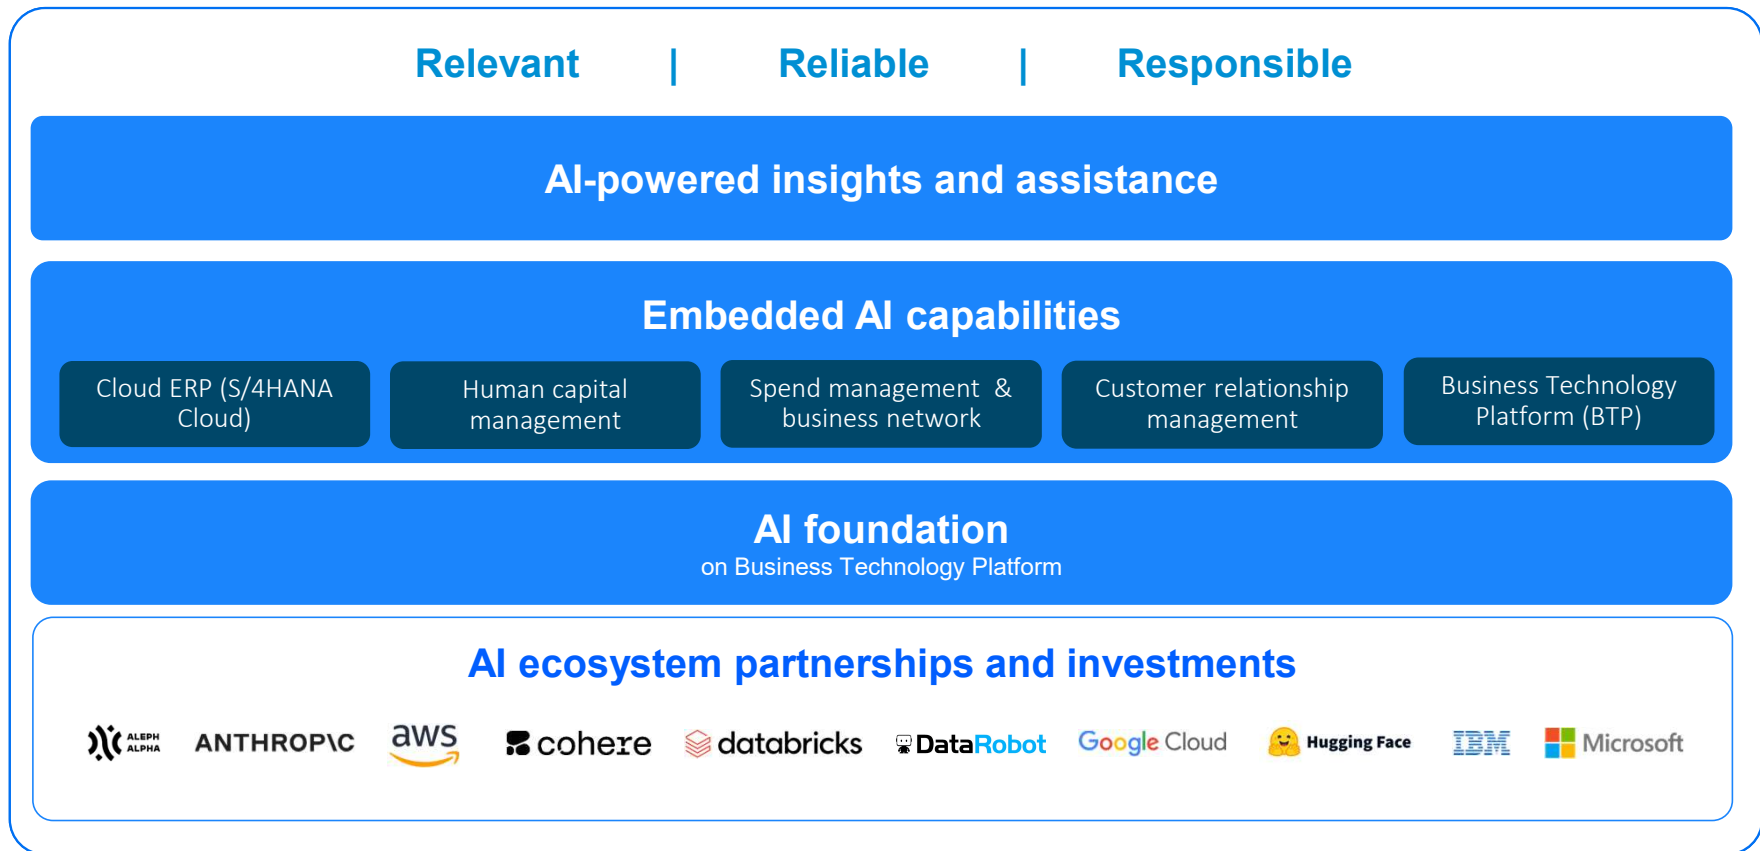 Relevant | Reliable | Responsible
AI-powered insights and assistance
Embedded AI capabilities
Cloud ERP (S/4HANA
Cloud)
Human capital
management
Spend management &
business network
Customer relationship
management
Business Technology
Platform (BTP)
AI foundation
on Business Technology Platform
AI ecosystem partnerships and investments
ALEPH
ALPHA
ANTHROP\C
aws
cohere
databricks
DataRobot
Google Cloud
Hugging Face
IBM
Microsoft